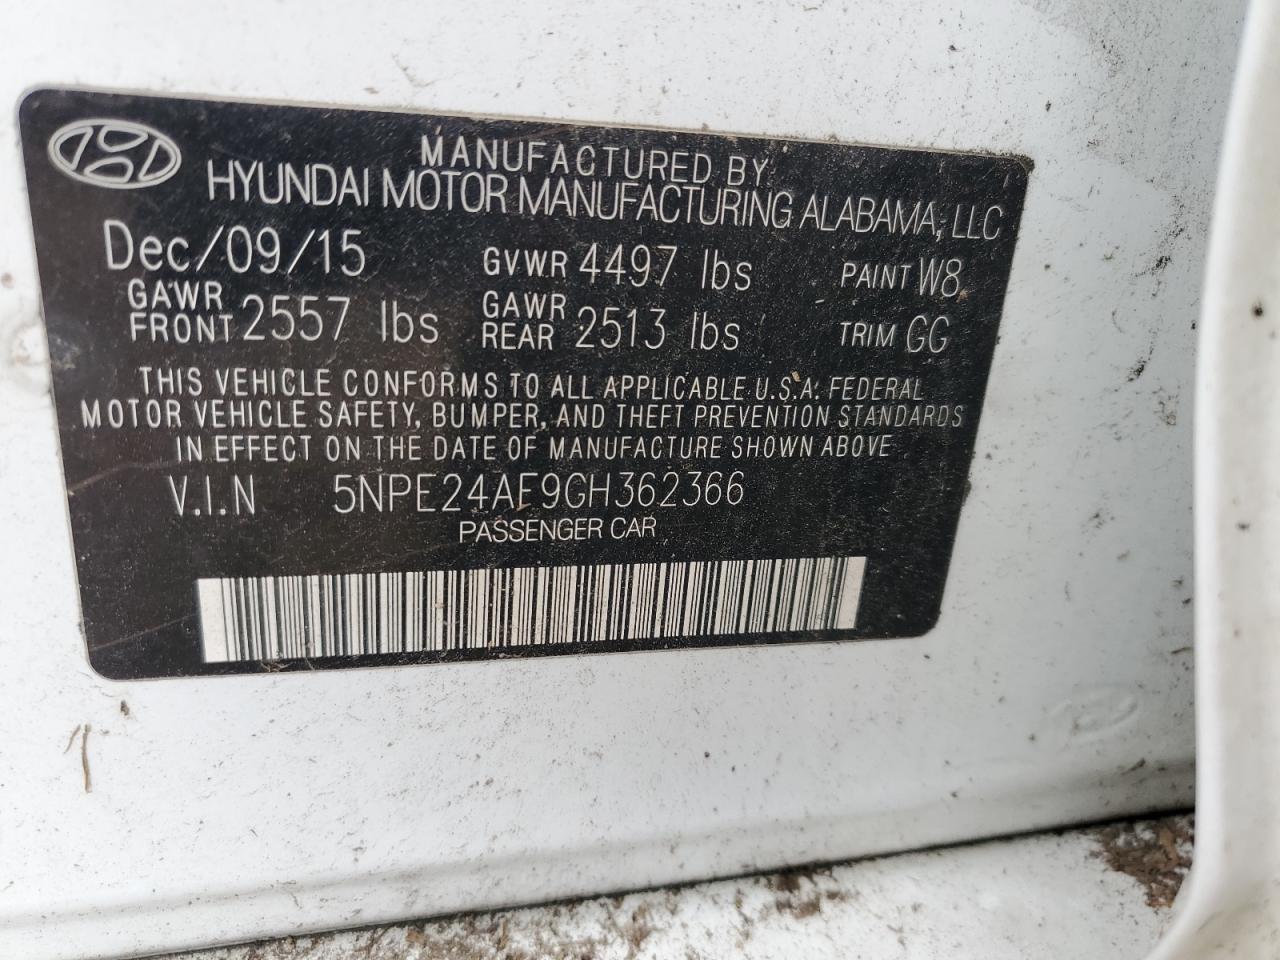 MANUFACTURED BY:
HYUNDAI MOTOR MANUFACTURING ALABAMA, LLC
Dec/09/15 GVWR 4497 lbs PAINT W8
GAWR FRONT 2557 lbs GAWR REAR 2513 lbs TRIM GG
THIS VEHICLE CONFORMS TO ALL APPLICABLE U.S.A. FEDERAL
MOTOR VEHICLE SAFETY, BUMPER, AND THEFT PREVENTION STANDARDS
IN EFFECT ON THE DATE OF MANUFACTURE SHOWN ABOVE
V.I.N 5NPE24AF9GH362366
PASSENGER CAR